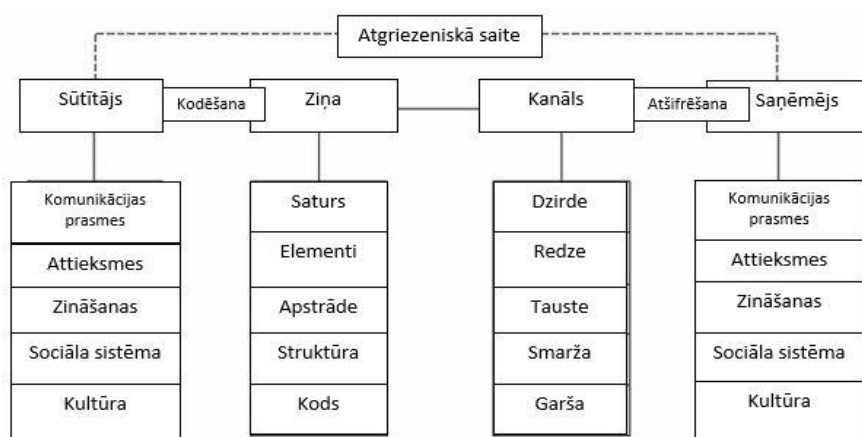 Atgriezeniskā saite
Sūtītājs
Kodēšana
Ziņa
Kanāls
Atšifrēšana
Saņēmējs
Komunikācijas
prasmes
Attieksmes
Zināšanas
Sociāla sistēma
Kultūra
Saturs
Elementi
Apstrāde
Struktūra
Kods
Dzirde
Redze
Tauste
Smarža
Garša
Komunikācijas
prasmes
Attieksmes
Zināšanas
Sociāla sistēma
Kultūra